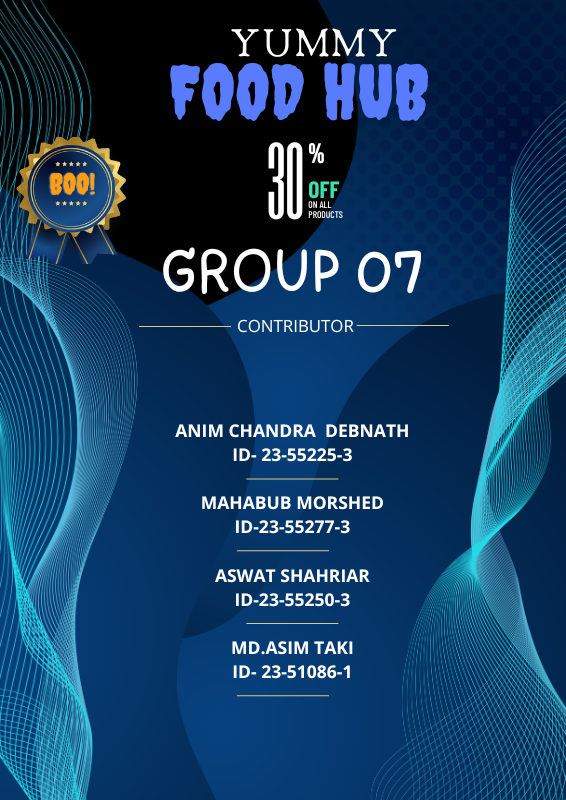 YUMMY
FOOD HUB
30%
OFF
ON ALL
PRODUCTS
BOO!
GROUP 07
CONTRIBUTOR
ANIM CHANDRA DEBNATH
ID- 23-55225-3
MAHABUB MORSHED
ID-23-55277-3
ASWAT SHAHRIAR
ID-23-55250-3
MD.ASIM TAKI
ID- 23-51086-1